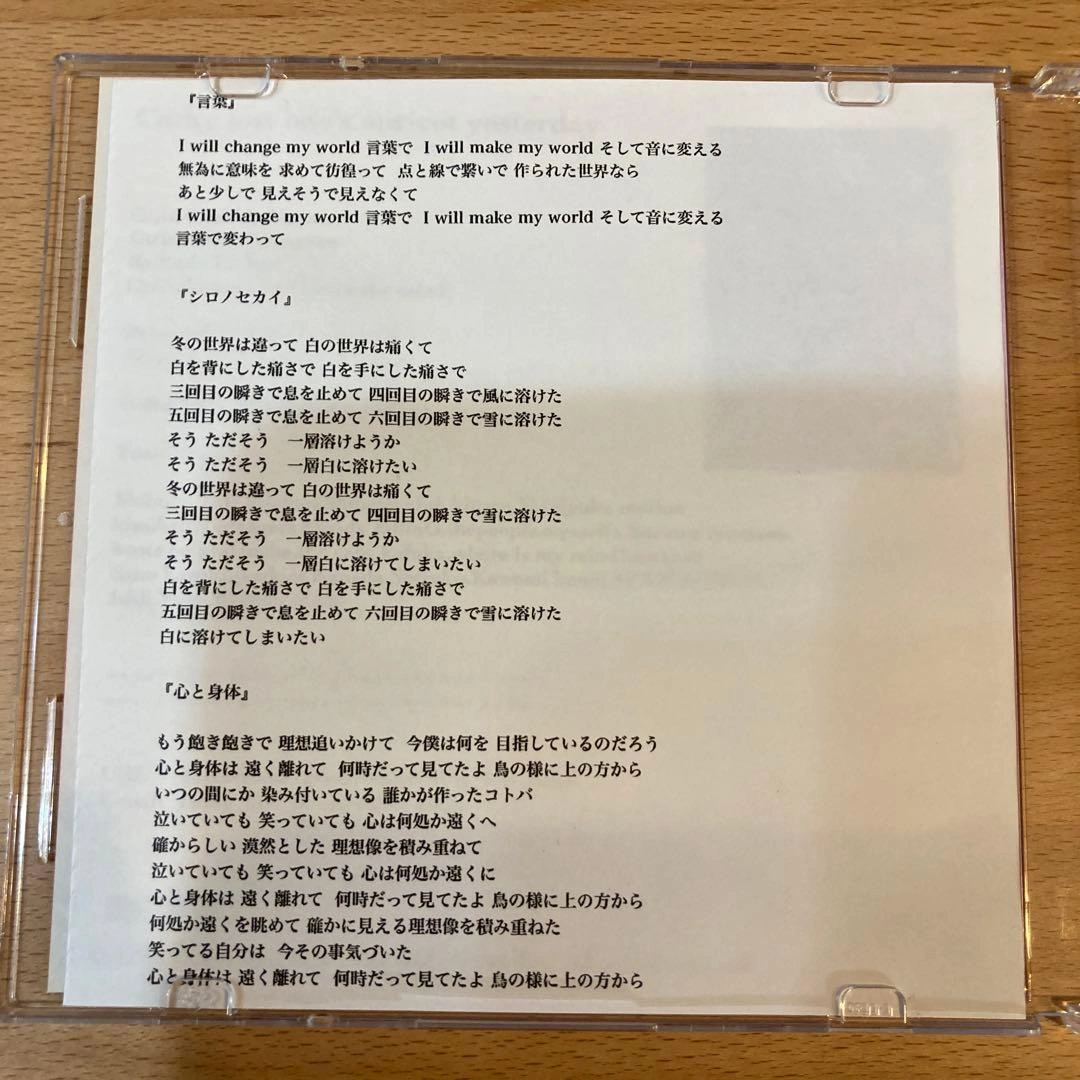 『言葉』
I will change my world 言葉で I will make my world そして音に変える
無為に意味を 求めて彷徨って 点と線で繋いで 作られた世界なら
あと少しで 見えそうで見えなくて
I will change my world 言葉で I will make my world そして音に変える
言葉で変わって
『シロノセカイ』
冬の世界は違って 白の世界は痛くて
白を背にした痛さで 白を手にした痛さで
三回目の瞬きで息を止めて 四回目の瞬きで風に溶けた
五回目の瞬きで息を止めて 六回目の瞬きで雪に溶けた
そう ただそう 一層溶けようか
そう ただそう 一層白に溶けたい
冬の世界は違って 白の世界は痛くて
三回目の瞬きで息を止めて 四回目の瞬きで雪に溶けた
そう ただそう 一層溶けようか
そう ただそう 一層白に溶けてしまいたい
白を背にした痛さで 白を手にした痛さで
五回目の瞬きで息を止めて 六回目の瞬きで雪に溶けた
白に溶けてしまいたい
『心と身体』
もう飽き飽きで 理想追いかけて 今僕は何を 目指しているのだろう
心と身体は 遠く離れて 何時だって見てたよ 鳥の様に上の方から
いつの間にか 染み付いている 誰かが作ったコトバ
泣いていても 笑っていても 心は何処か遠くへ
確からしい 漠然とした 理想像を積み重ねて
泣いていても 笑っていても 心は何処か遠くに
心と身体は 遠く離れて 何時だって見てたよ 鳥の様に上の方から
何処か遠くを眺めて 確かに見える理想像を積み重ねた
笑ってる自分は 今その事気づいた
心と身体は 遠く離れて 何時だって見てたよ 鳥の様に上の方から